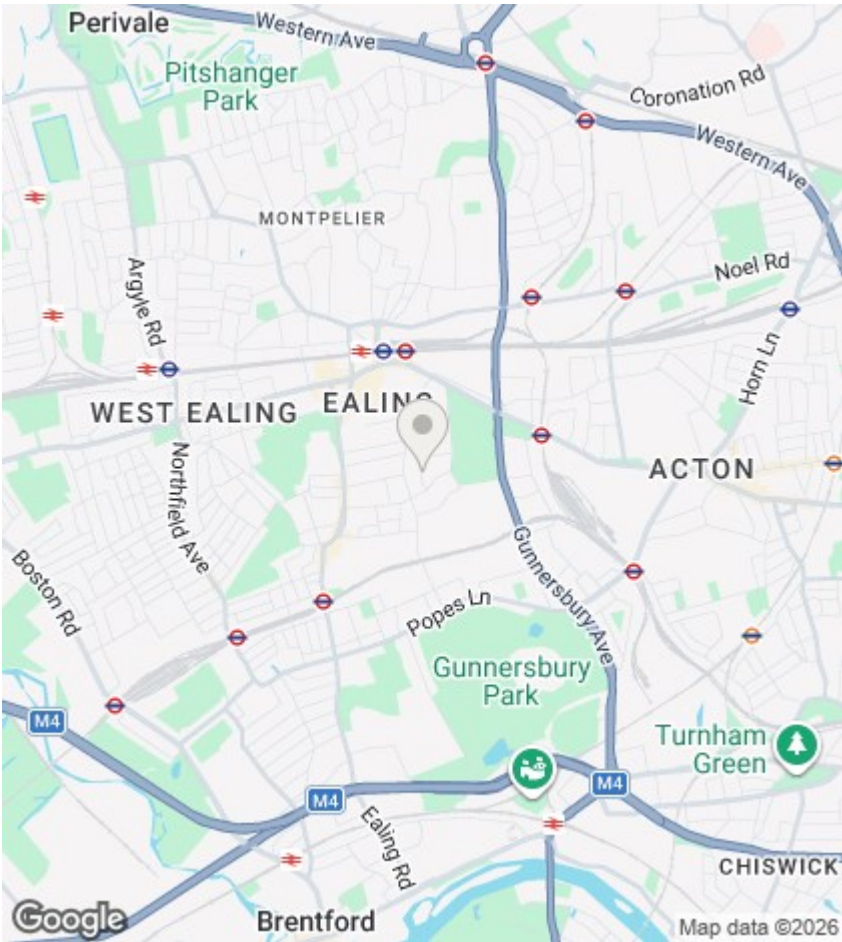 Perivale
Western Ave
Pitshanger
Park
Coronation Rd
Western Ave
MONTPELIER
Argyle Rd
Noel Rd
Horn Ln
WEST EALING
EALING
ACTON
Northfield Ave
Boston Rd
Gunnersbury Ave
Popes Ln
Gunnersbury
Park
M4
Turnham
Green
M4
M4
Ealing Rd
CHISWICK
Google
Brentford
Map data ©2026